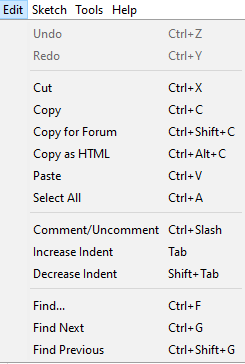 Edit Sketch Tools Help
Undo Ctrl+Z
Redo Ctrl+Y
Cut Ctrl+X
Copy Ctrl+C
Copy for Forum Ctrl+Shift+C
Copy as HTML Ctrl+Alt+C
Paste Ctrl+V
Select All Ctrl+A
Comment/Uncomment Ctrl+Slash
Increase Indent Tab
Decrease Indent Shift+Tab
Find... Ctrl+F
Find Next Ctrl+G
Find Previous Ctrl+Shift+G